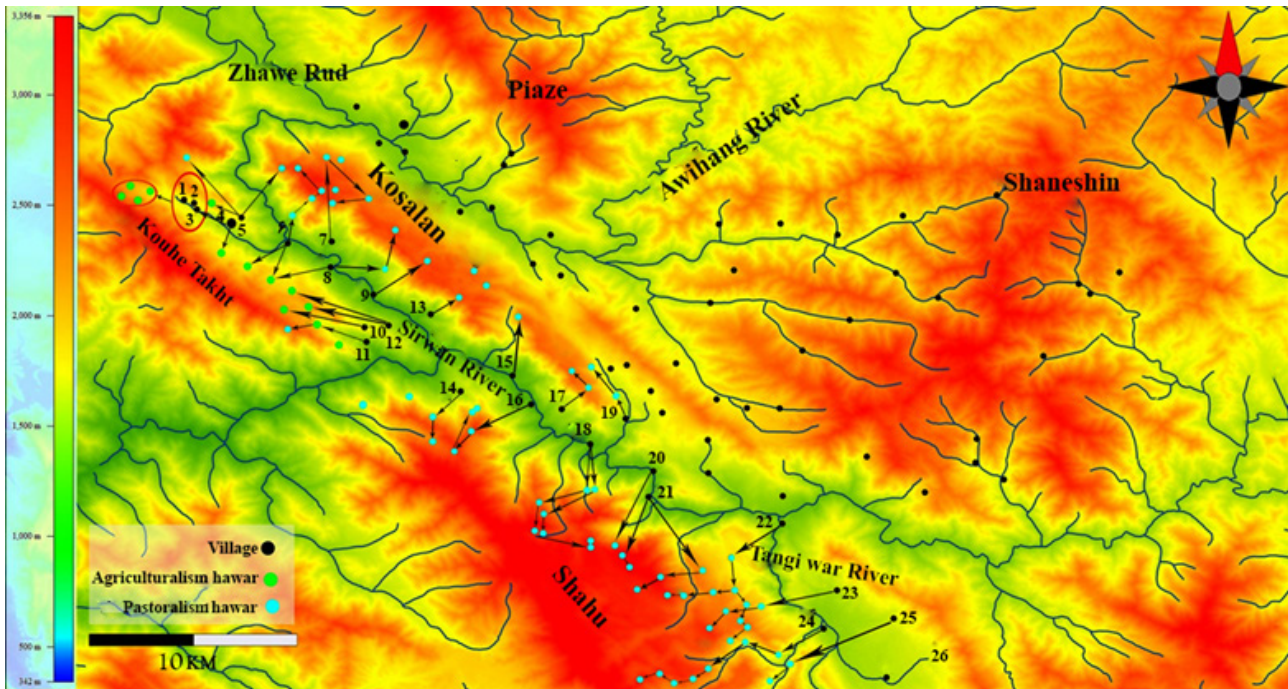 3,356 m
3,000 m
2,500 m
2,000 m
1,500 m
1,000 m
500 m
342 m
Zhawe Rud
Piaze
Awihang River
Shaneshin
Kosalan
Kouhe Takht
Sirwan River
Shahu
Tangi war River
1
2
3
4
5
7
8
9
10
11
12
13
14
15
16
17
18
19
20
21
22
23
24
25
26
Village
Agriculturalism hawar
Pastoralism hawar
10 KM